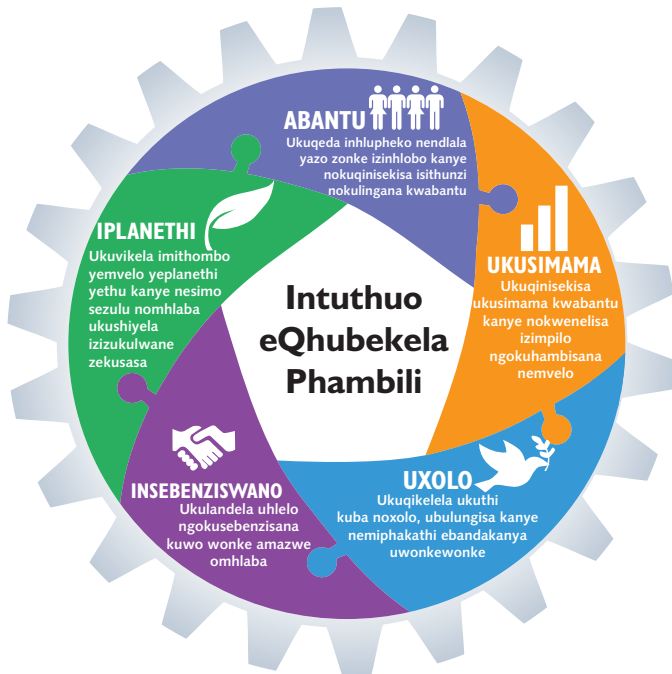 ABANTU
Ukuqeda inhlupheko nendlala
yazo zonke izinhlobo kanye
nokuqinisekisa isithunzi
nokulingana kwabantu
UKUSIMAMA
Ukuqinisekisa
ukusimama kwabantu
kanye nokwenelisa
izimpilo
ngokuhambisana
nemvelo
UXOLO
Ukuqikelela ukuthi
kuba noxolo, ubulungisa kanye
nemiphakathi ebandakanya
uwonkewonke
INSEBENZISWANO
Ukulandela uhlelo
ngokusebenzisana
kuwo wonke amazwe
omhlaba
IPLANETHI
Ukuvikela imithombo
yemvelo yeplanethi
yethu kanye nesimo
sezulu nomhlaba
ukushiyela
izizukulwane
zekusasa
Intuthuo
eQhubekela
Phambili